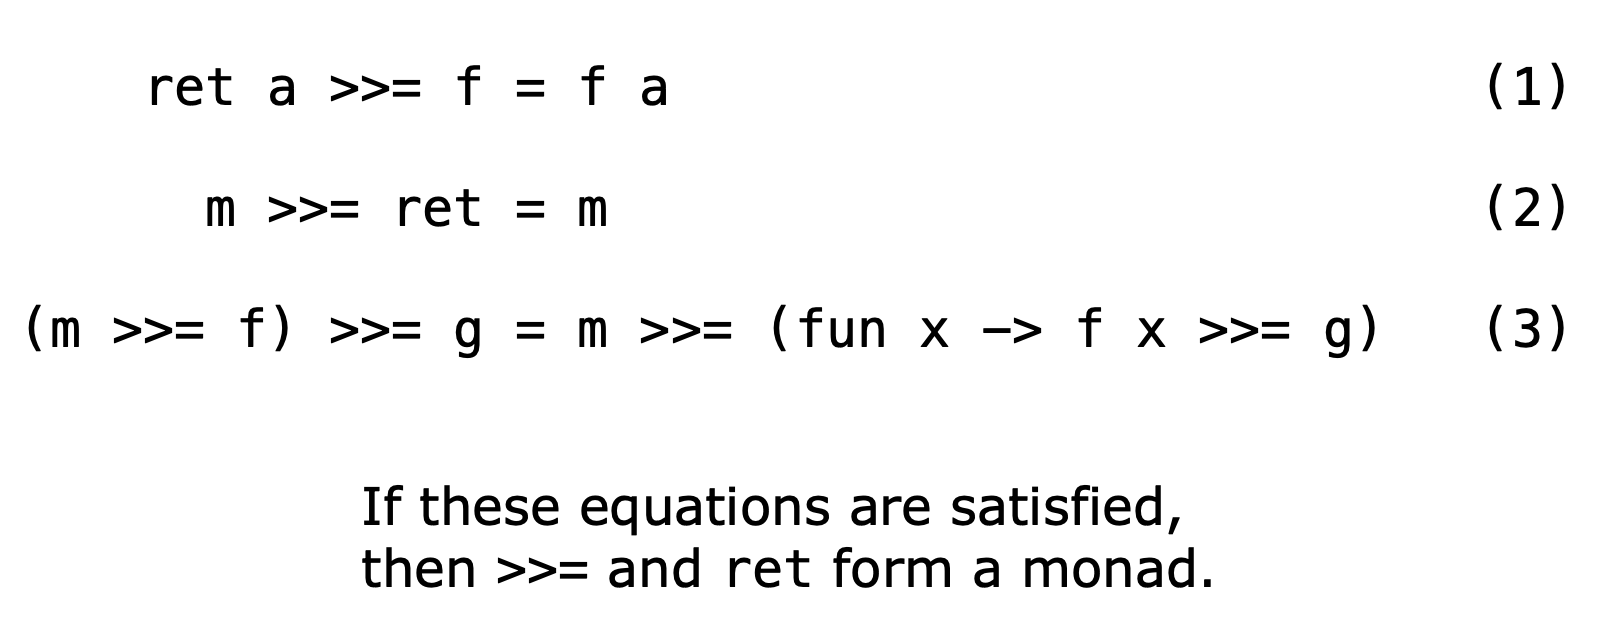 ret a >>= f = f a (1)
m >>= ret = m (2)
(m >>= f) >>= g = m >>= (fun x –> f x >>= g) (3)
If these equations are satisfied,
then >>= and ret form a monad.